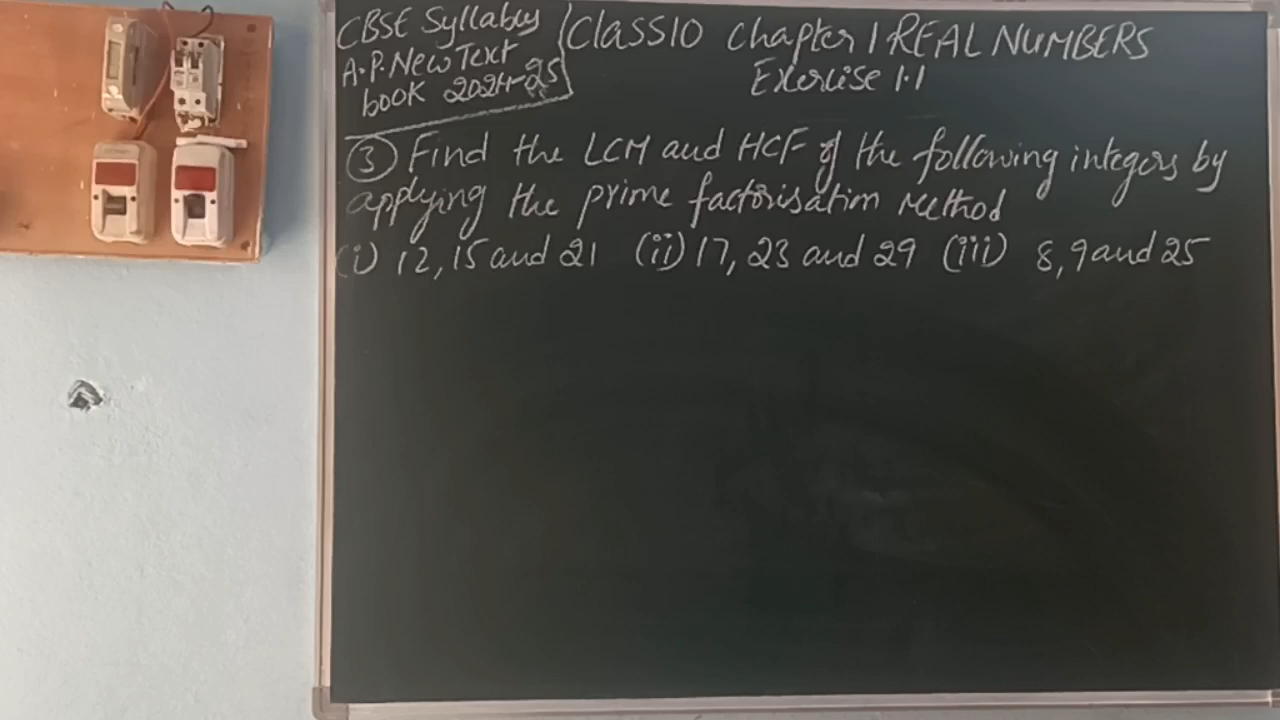 CBSE Syllabus
A.P. New Text
book 2024-25
Class10 Chapter 1 REAL NUMBERS
Exercise 1.1
③ Find the LCM and HCF of the following integers by
applying the prime factorisation method
(i) 12, 15 and 21 (ii) 17, 23 and 29 (iii) 8, 9 and 25